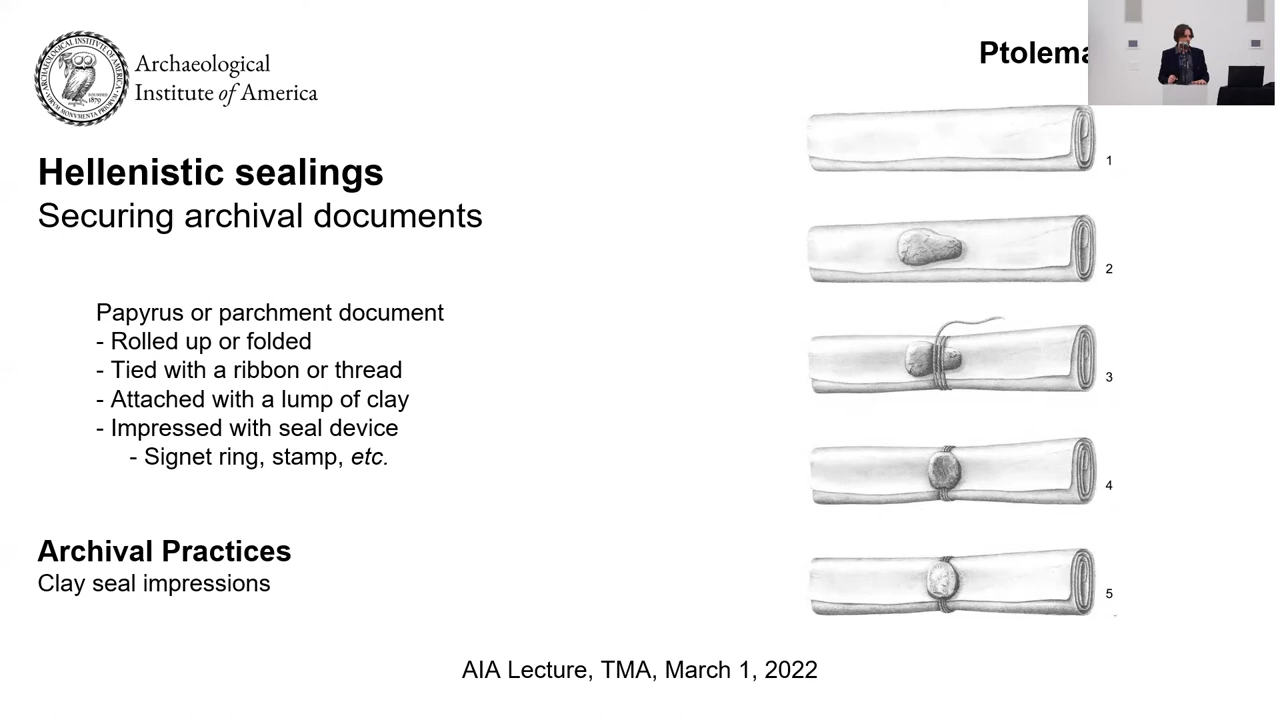 Archaeological
Institute of America
Hellenistic sealings
Securing archival documents
Papyrus or parchment document
- Rolled up or folded
- Tied with a ribbon or thread
- Attached with a lump of clay
- Impressed with seal device
- Signet ring, stamp, etc.
Archival Practices
Clay seal impressions
Ptolema
1
2
3
4
5
AIA Lecture, TMA, March 1, 2022